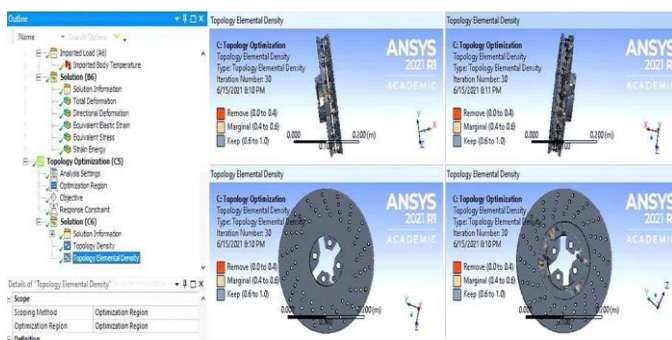 Outline
Name
Search Outline
Imported Load (A6)
Imported Body Temperature
Solution (B6)
Solution Information
Total Deformation
Directional Deformation
Equivalent Elastic Strain
Equivalent Stress
Strain Energy
Topology Optimization (C5)
Analysis Settings
Optimization Region
Objective
Response Constraint
Solution (C6)
Solution Information
Topology Density
Topology Elemental Density
Details of "Topology Elemental Density"
Scope
Scoping Method Optimization Region
Optimization Region Optimization Region
Definition
Topology Elemental Density
C: Topology Optimization
Topology Elemental Density
Type: Topology Elemental Density
Iteration Number: 30
6/15/2021 8:10 PM
Remove (0.0 to 0.4)
Marginal (0.4 to 0.6)
Keep (0.6 to 1.0)
ANSYS
2021 R1
ACADEMIC
0.000
0.200 (m)
Y
Z
Topology Elemental Density
C: Topology Optimization
Topology Elemental Density
Type: Topology Elemental Density
Iteration Number: 30
6/15/2021 8:11 PM
Remove (0.0 to 0.4)
Marginal (0.4 to 0.6)
Keep (0.6 to 1.0)
ANSYS
2021 R1
ACADEMIC
0.000
0.200 (m)
Topology Elemental Density
C: Topology Optimization
Topology Elemental Density
Type: Topology Elemental Density
Iteration Number: 30
6/15/2021 8:10 PM
Remove (0.0 to 0.4)
Marginal (0.4 to 0.6)
Keep (0.6 to 1.0)
ANSYS
2021 R1
ACADEMIC
0.000
0.200 (m)
Topology Elemental Density
C: Topology Optimization
Topology Elemental Density
Type: Topology Elemental Density
Iteration Number: 30
6/15/2021 8:10 PM
Remove (0.0 to 0.4)
Marginal (0.4 to 0.6)
Keep (0.6 to 1.0)
ANSYS
2021 R1
ACADEMIC
0.000
0.200 (m)